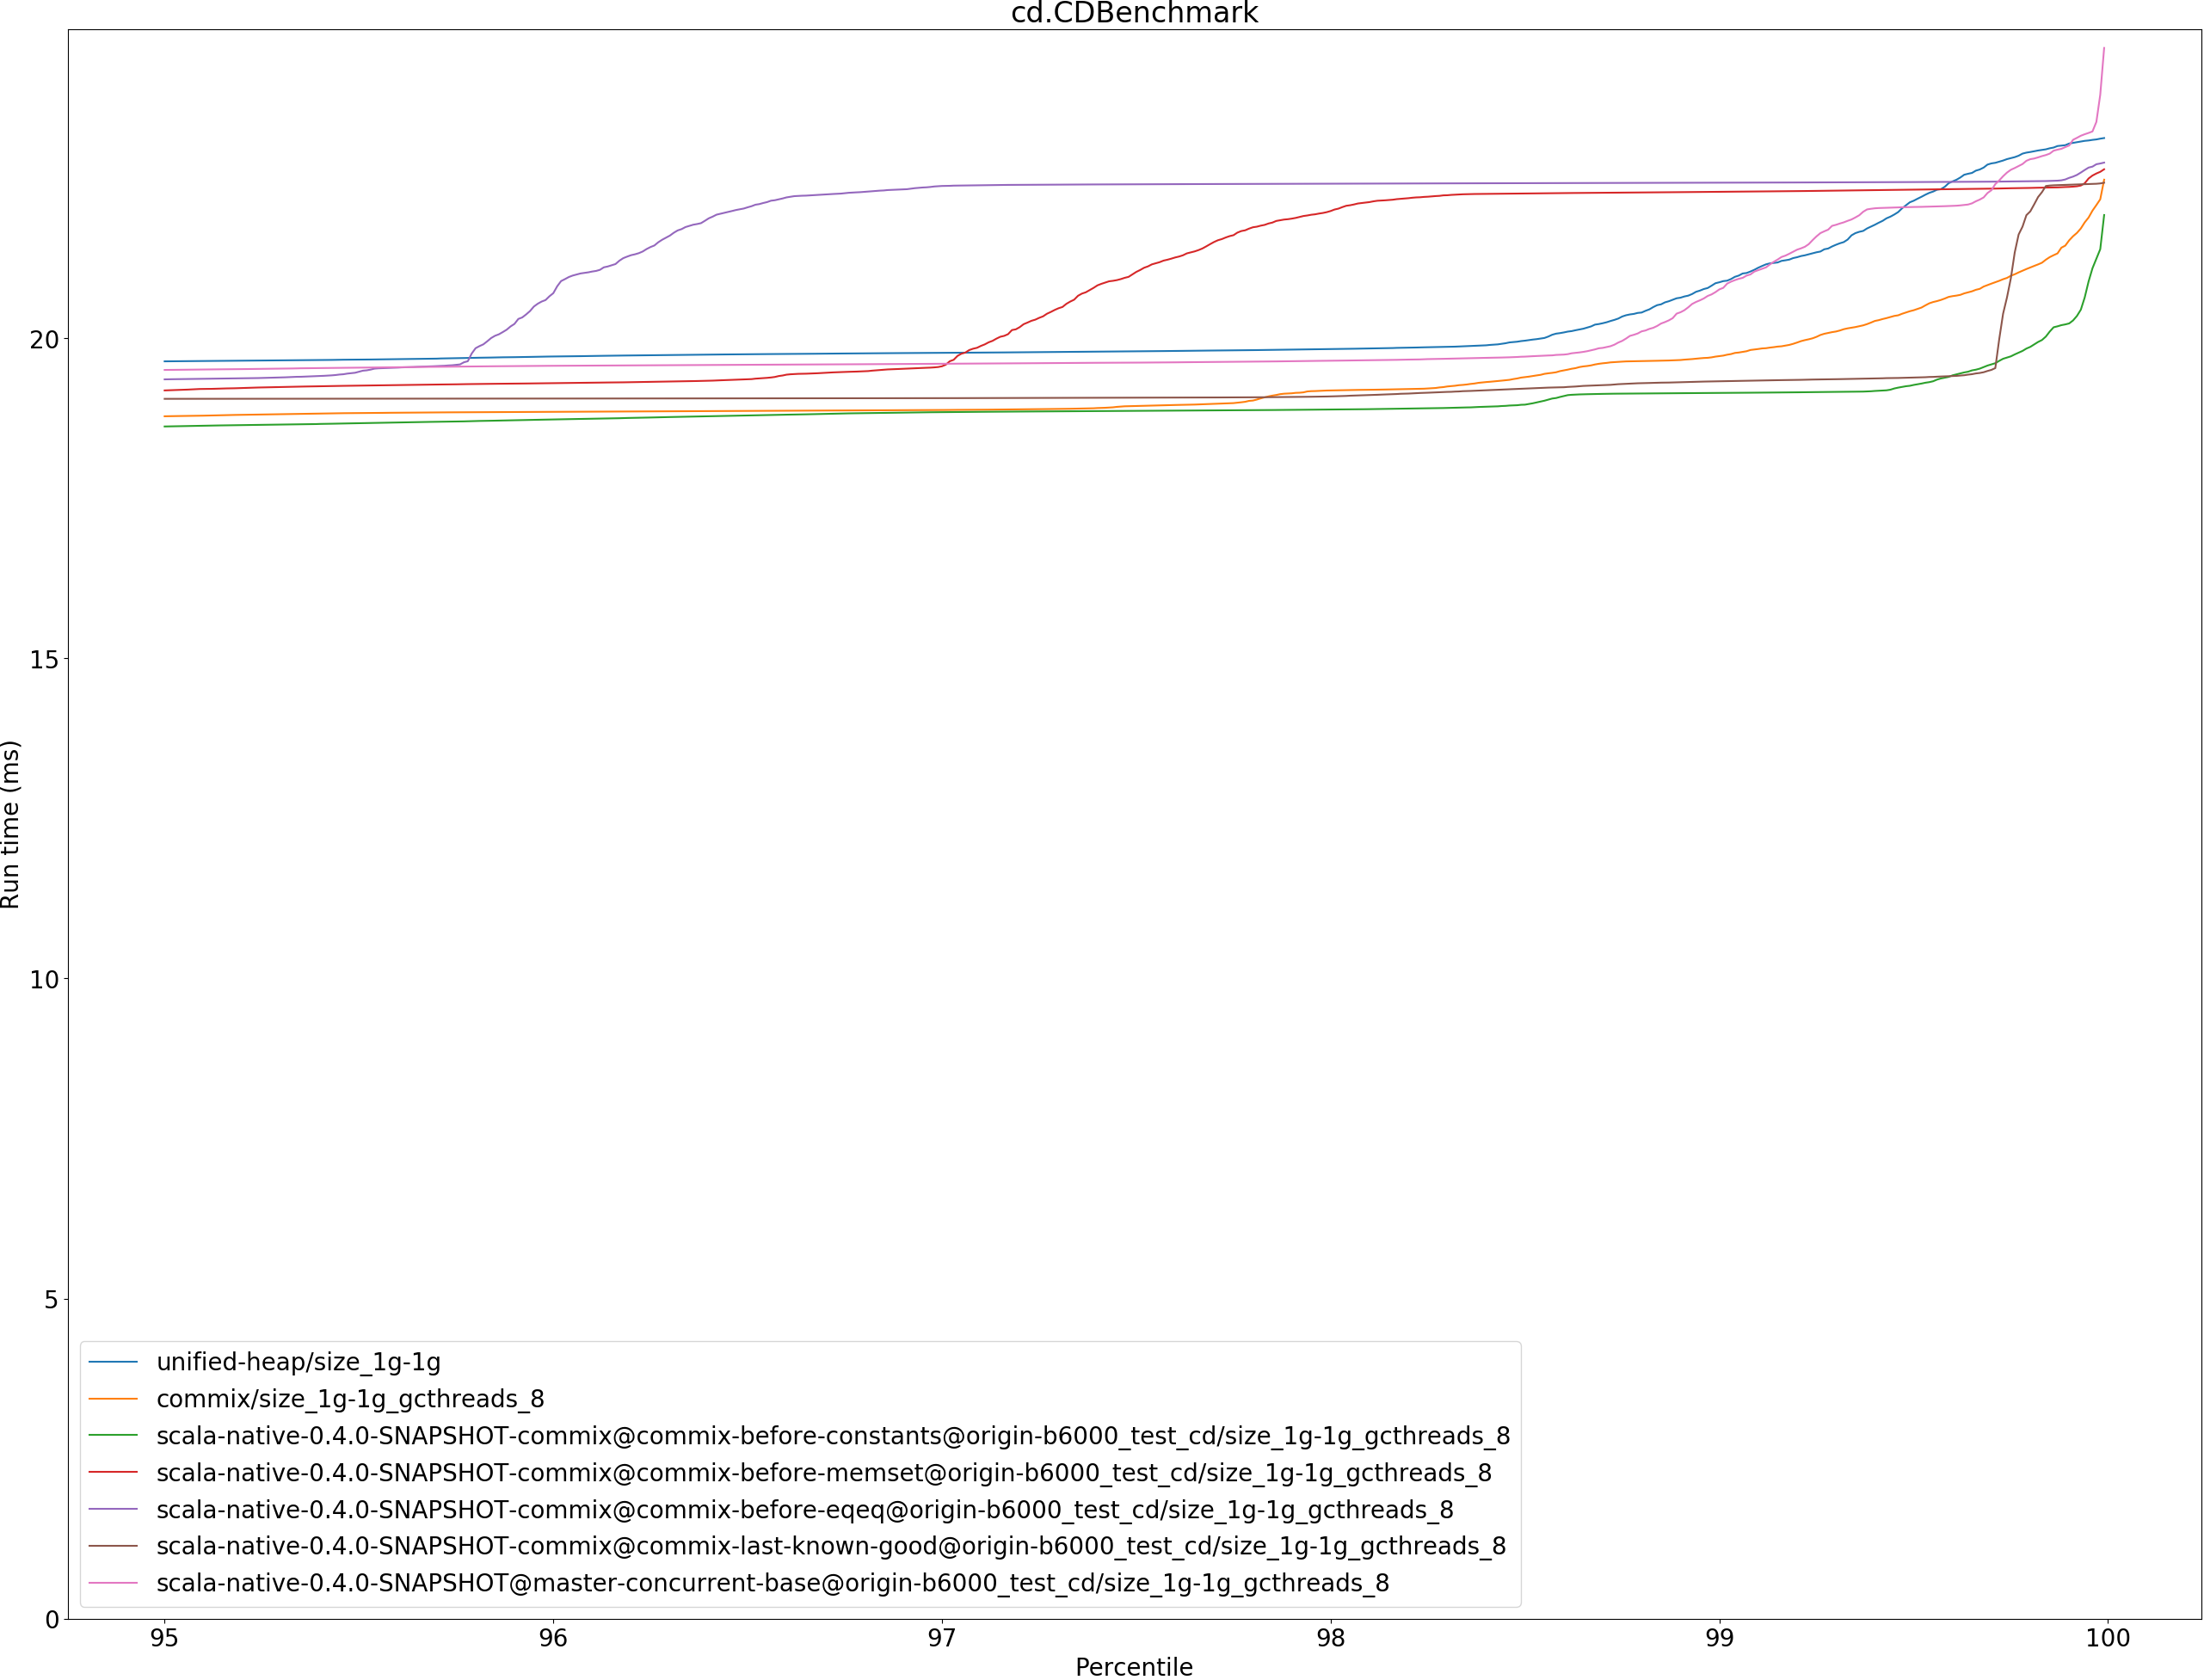 cd.CDBenchmark
Run time (ms)
20
15
10
5
0
unified-heap/size_1g-1g
commix/size_1g-1g_gcthreads_8
scala-native-0.4.0-SNAPSHOT-commix@commix-before-constants@origin-b6000_test_cd/size_1g-1g_gcthreads_8
scala-native-0.4.0-SNAPSHOT-commix@commix-before-memset@origin-b6000_test_cd/size_1g-1g_gcthreads_8
scala-native-0.4.0-SNAPSHOT-commix@commix-before-eqeq@origin-b6000_test_cd/size_1g-1g_gcthreads_8
scala-native-0.4.0-SNAPSHOT-commix@commix-last-known-good@origin-b6000_test_cd/size_1g-1g_gcthreads_8
scala-native-0.4.0-SNAPSHOT@master-concurrent-base@origin-b6000_test_cd/size_1g-1g_gcthreads_8
95 96 97 98 99 100
Percentile